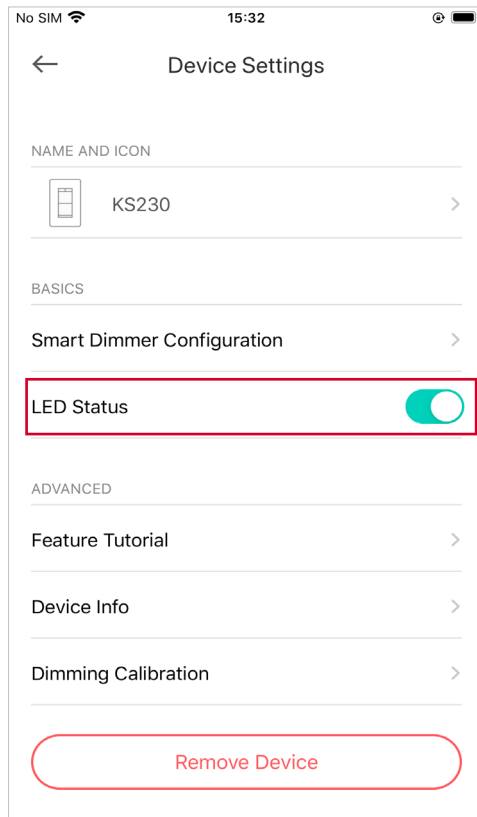 No SIM 15:32
Device Settings
NAME AND ICON
KS230
BASICS
Smart Dimmer Configuration
LED Status
ADVANCED
Feature Tutorial
Device Info
Dimming Calibration
Remove Device